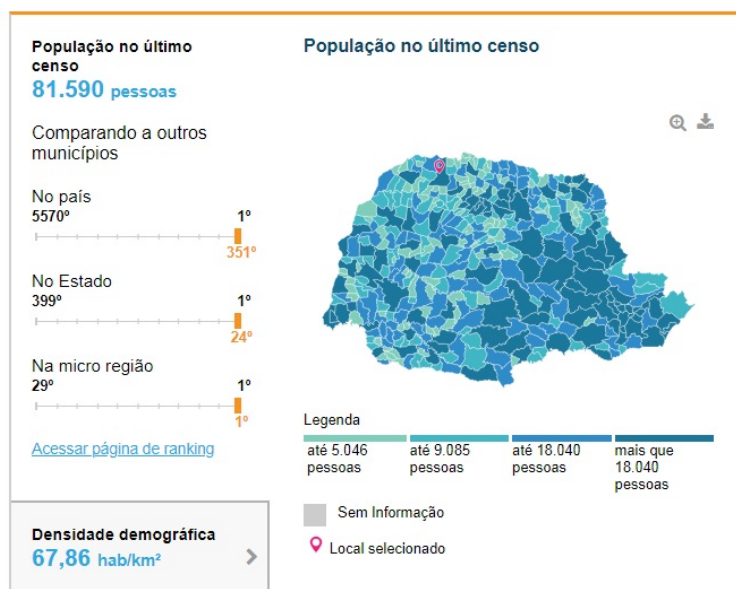 População no último
censo
81.590 pessoas
Comparando a outros
municípios
No país
5570º 1º
351º
No Estado
399º 1º
24º
Na micro região
29º 1º
1º
Acessar página de ranking
Densidade demográfica
67,86 hab/km²
População no último censo
Legenda
até 5.046
pessoas
até 9.085
pessoas
até 18.040
pessoas
mais que
18.040
pessoas
Sem Informação
Local selecionado